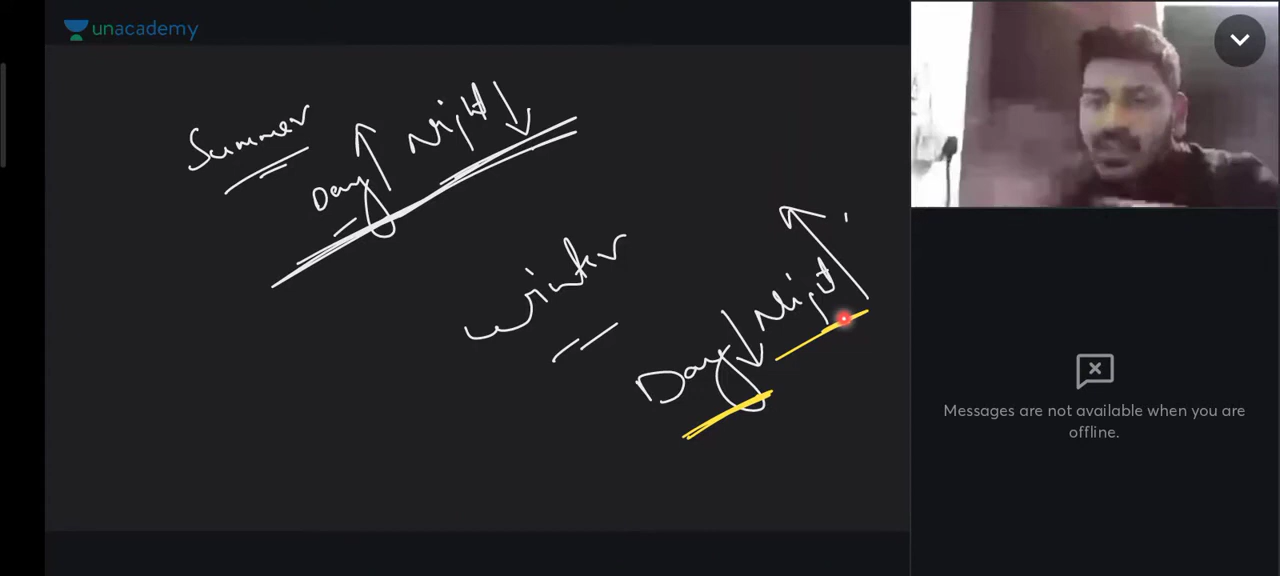 unacademy
Summer
Day ↑ Night ↓
Winter
Day ↓ Night ↑
Messages are not available when you are
offline.